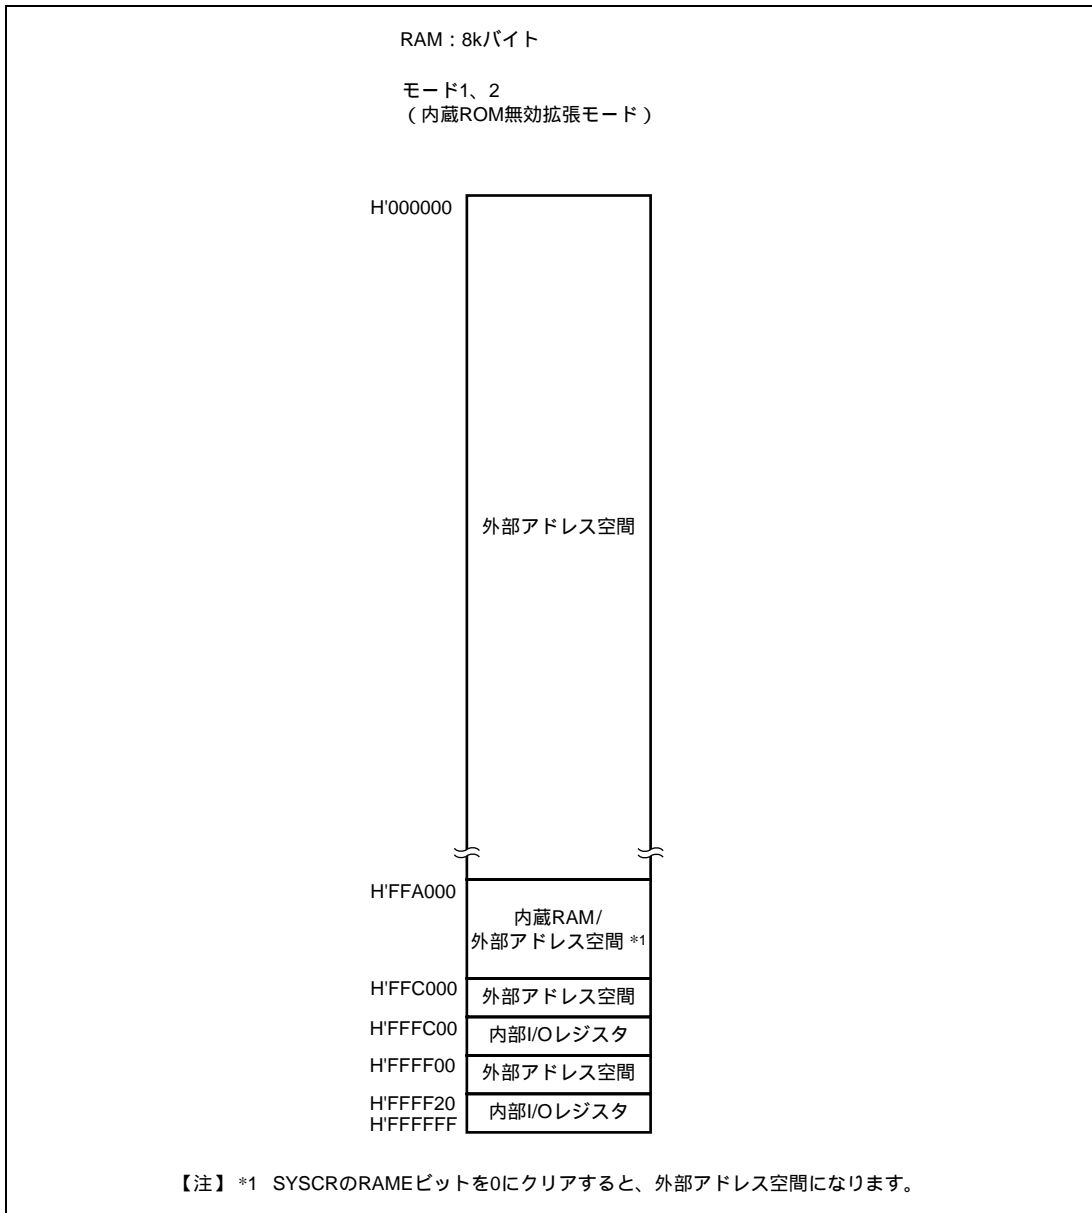 RAM：8kバイト
モード1、2
（内蔵ROM無効拡張モード）
H'000000
外部アドレス空間
H'FFA000
内蔵RAM/
外部アドレス空間 *1
H'FFC000
外部アドレス空間
H'FFFC00
内部I/Oレジスタ
H'FFFF00
外部アドレス空間
H'FFFF20
内部I/Oレジスタ
H'FFFFFF
【注】 *1 SYSCRのRAMEビットを0にクリアすると、外部アドレス空間になります。